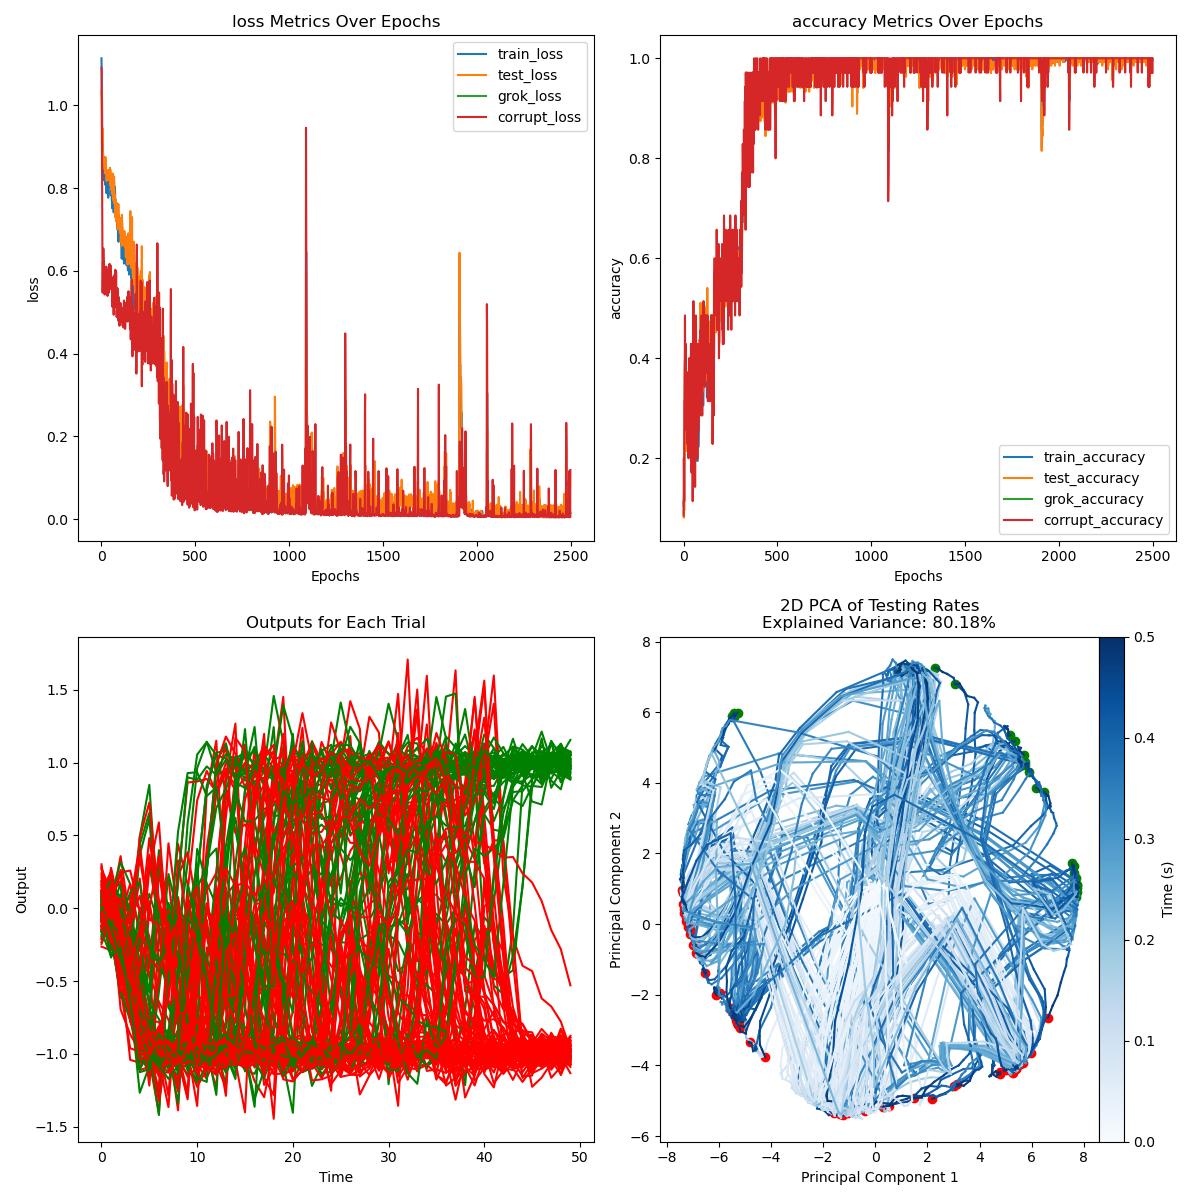 loss Metrics Over Epochs
train_loss
test_loss
grok_loss
corrupt_loss
1.0
0.8
0.6
0.4
0.2
0.0
loss
0
500
1000
1500
2000
2500
Epochs
accuracy Metrics Over Epochs
1.0
0.8
0.6
0.4
0.2
accuracy
train_accuracy
test_accuracy
grok_accuracy
corrupt_accuracy
0
500
1000
1500
2000
2500
Epochs
Outputs for Each Trial
1.5
1.0
0.5
0.0
−0.5
−1.0
−1.5
Output
0
10
20
30
40
50
Time
2D PCA of Testing Rates
Explained Variance: 80.18%
8
6
4
2
0
−2
−4
−6
Principal Component 2
−8
−6
−4
−2
0
2
4
6
8
Principal Component 1
0.5
0.4
0.3
0.2
0.1
0.0
Time (s)